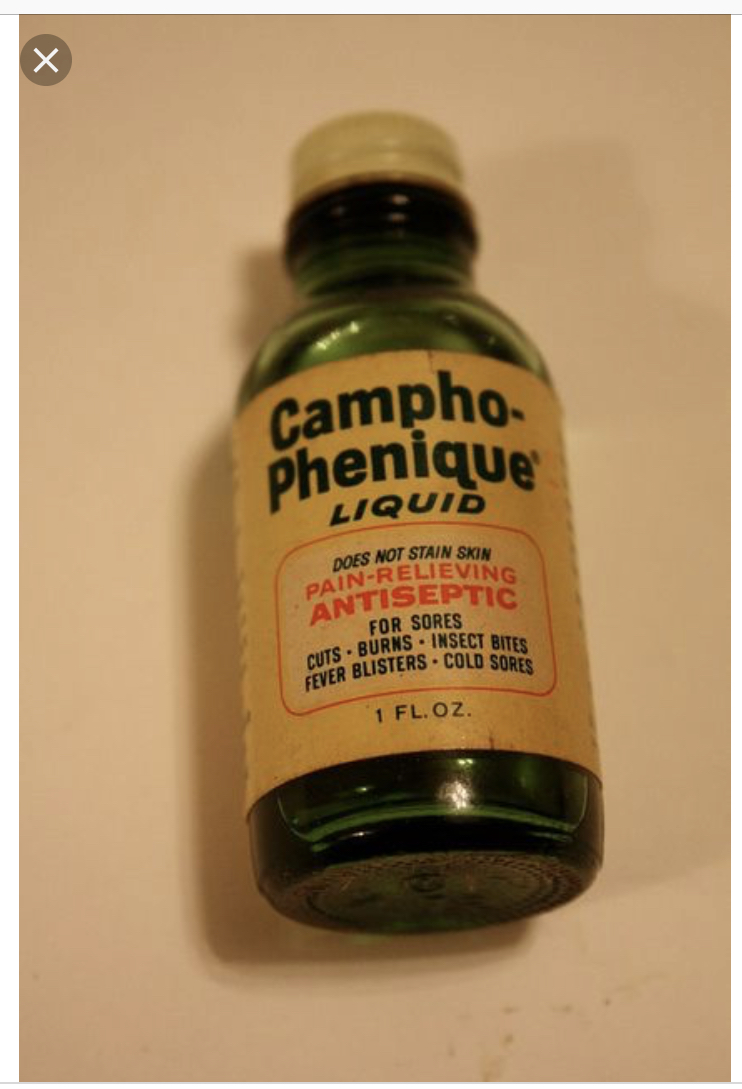 Campho-
Phenique®
LIQUID
DOES NOT STAIN SKIN
PAIN-RELIEVING
ANTISEPTIC
FOR SORES
CUTS • BURNS • INSECT BITES
FEVER BLISTERS • COLD SORES
1 FL. OZ.